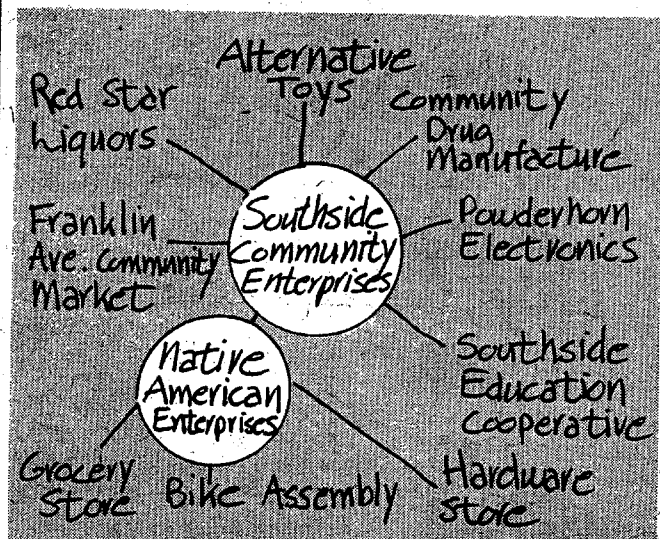 Alternative
Toys
Red Star
Liquors
Community
Drug
Manufacture
Franklin
Ave. Community
Market
Southside
Community
Enterprises
Powderhorn
Electronics
Native
American
Enterprises
Southside
Education
Cooperative
Grocery
Store
Bike Assembly
Hardware
Store